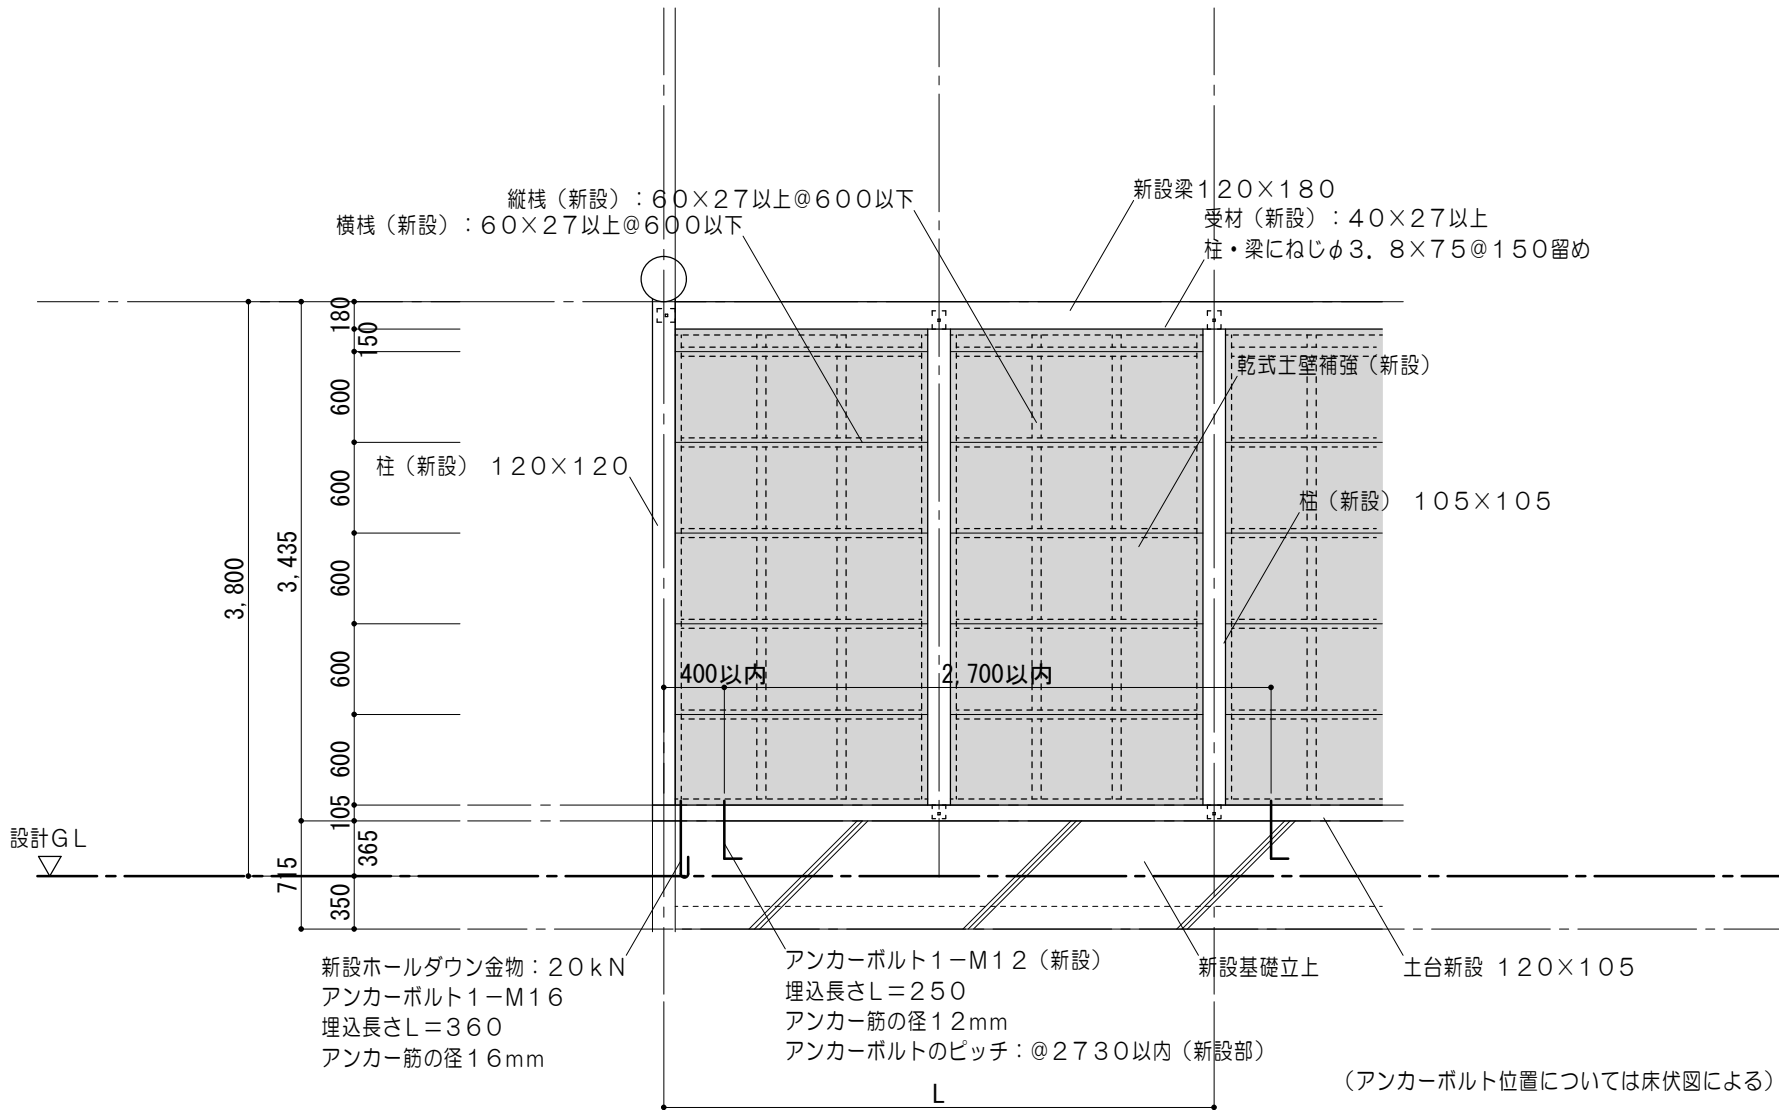 縦桟（新設）：６０×２７以上＠６００以下
横桟（新設）：６０×２７以上＠６００以下
新設梁１２０×１８０
受材（新設）：４０×２７以上
柱・梁にねじφ３．８×７５＠１５０留め
180
150
600
600
600
600
600
105
365
350
3,800
3,435
715
乾式土壁補強（新設）
柱（新設）　１２０×１２０
柱（新設）　１０５×１０５
400以内
2,700以内
設計ＧＬ
新設ホールダウン金物：２０ｋＮ
アンカーボルト１－Ｍ１６
埋込長さＬ＝３６０
アンカー筋の径１６mm
アンカーボルト１－Ｍ１２（新設）
埋込長さＬ＝２５０
アンカー筋の径１２mm
アンカーボルトのピッチ：＠２７３０以内（新設部）
新設基礎立上
土台新設　１２０×１０５
（アンカーボルト位置については床伏図による）
L